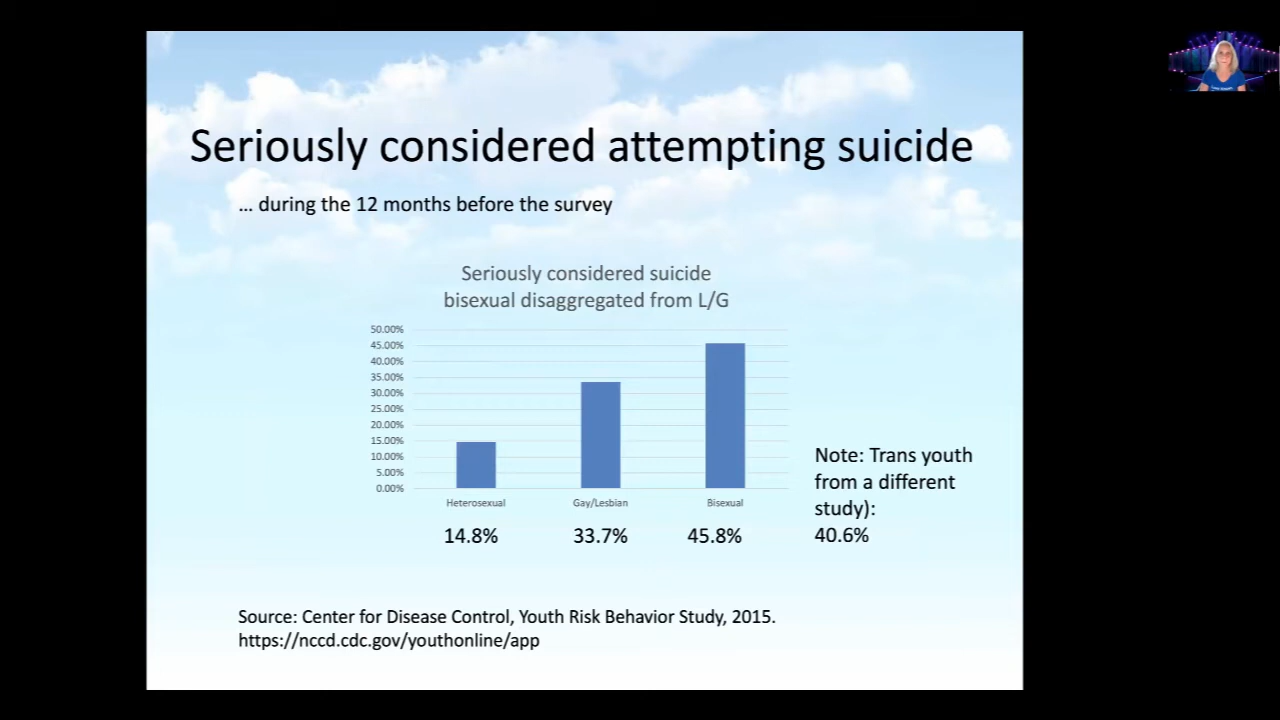 Seriously considered attempting suicide
... during the 12 months before the survey
Seriously considered suicide
bisexual disaggregated from L/G
50.00%
45.00%
40.00%
35.00%
30.00%
25.00%
20.00%
15.00%
10.00%
5.00%
0.00%
Heterosexual Gay/Lesbian Bisexual
14.8% 33.7% 45.8%
Note: Trans youth
from a different
study):
40.6%
Source: Center for Disease Control, Youth Risk Behavior Study, 2015.
https://nccd.cdc.gov/youthonline/app